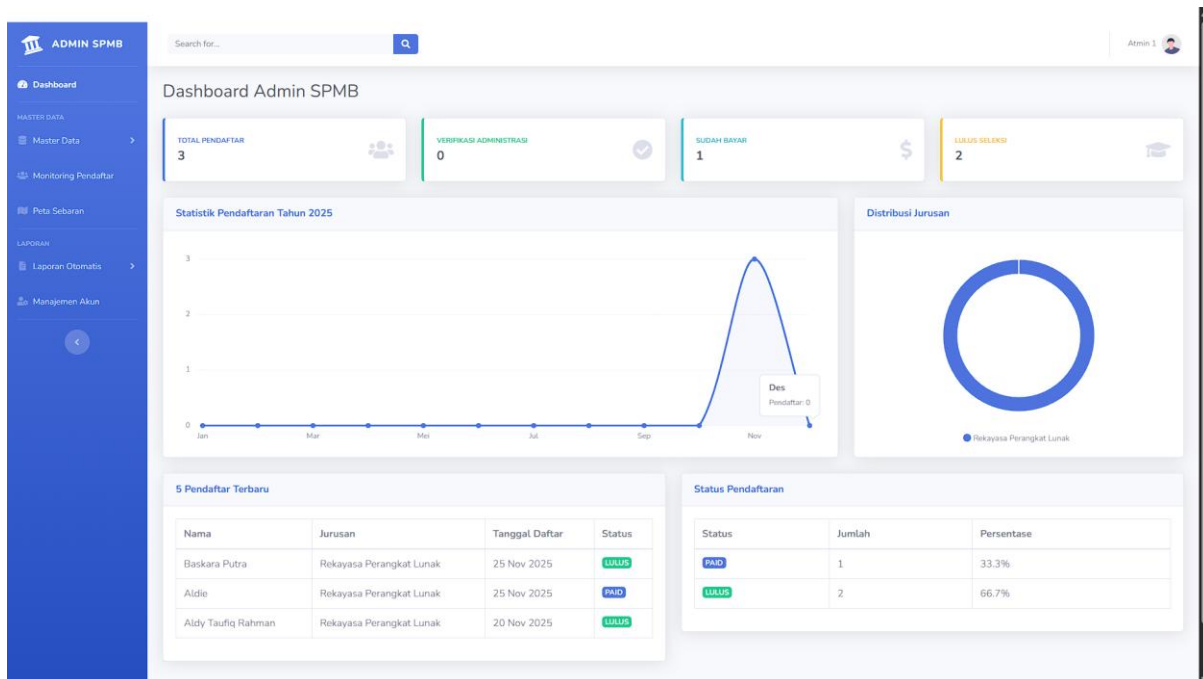 ADMIN SPMB
Search for...
Atmin 1
Dashboard
MASTER DATA
Master Data
Monitoring Pendaftar
Peta Sebaran
LAPORAN
Laporan Otomatis
Manajemen Akun
Dashboard Admin SPMB
TOTAL PENDAFTAR
3
VERIFIKASI ADMINISTRASI
0
SUDAH BAYAR
1
LULUS SELEKSI
2
Statistik Pendaftaran Tahun 2025
3
2
1
0
Jan Mar Mei Jul Sep Nov
Des
Pendaftar: 0
Distribusi Jurusan
Rekayasa Perangkat Lunak
5 Pendaftar Terbaru
Nama Jurusan Tanggal Daftar Status
Baskara Putra Rekayasa Perangkat Lunak 25 Nov 2025 LULUS
Aldie Rekayasa Perangkat Lunak 25 Nov 2025 PAID
Aldy Taufiq Rahman Rekayasa Perangkat Lunak 20 Nov 2025 LULUS
Status Pendaftaran
Status Jumlah Persentase
PAID 1 33.3%
LULUS 2 66.7%